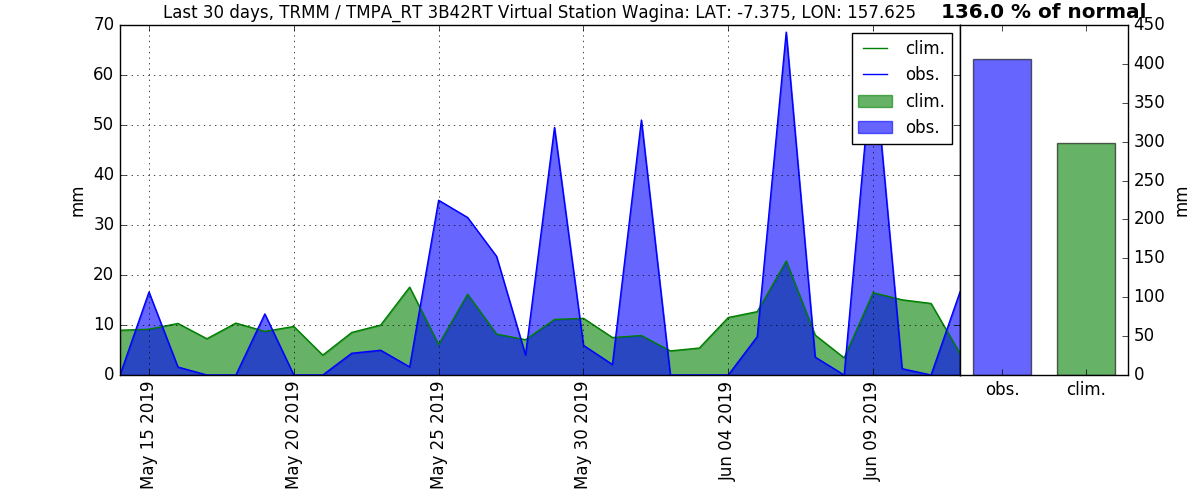 Last 30 days, TRMM / TMPA_RT 3B42RT Virtual Station Wagina: LAT: -7.375, LON: 157.625
136.0 % of normal
70
60
50
40
30
20
10
0
mm
clim.
obs.
clim.
obs.
May 15 2019
May 20 2019
May 25 2019
May 30 2019
Jun 04 2019
Jun 09 2019
450
400
350
300
250
200
150
100
50
0
mm
obs.
clim.